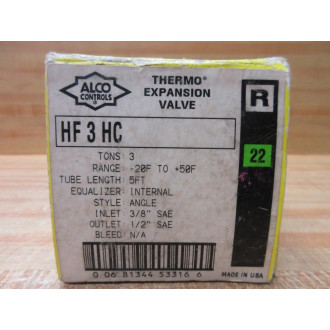 ALCO
CONTROLS
THERMO®
EXPANSION
VALVE
R
HF 3 HC
22
TONS: 3
RANGE: -20F TO +50F
TUBE LENGTH: 5FT
EQUALIZER: INTERNAL
STYLE: ANGLE
INLET: 3/8" SAE
OUTLET: 1/2" SAE
BLEED: N/A
0 06 81344 53316 6
MADE IN USA